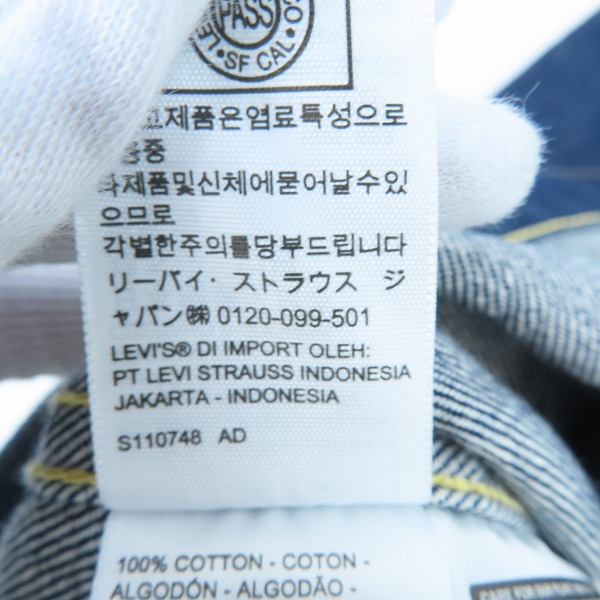 PASS
SF CAL
고제품은염료특성으로
용중
타제품및신체에묻어날수있
으므로
각별한주의를당부드립니다
リーバイ・ストラウス ジ
ャパン㈱ 0120-099-501
LEVI'S® DI IMPORT OLEH:
PT LEVI STRAUSS INDONESIA
JAKARTA - INDONESIA
S110748 AD
100% COTTON - COTON -
ALGODÓN - ALGODÃO -